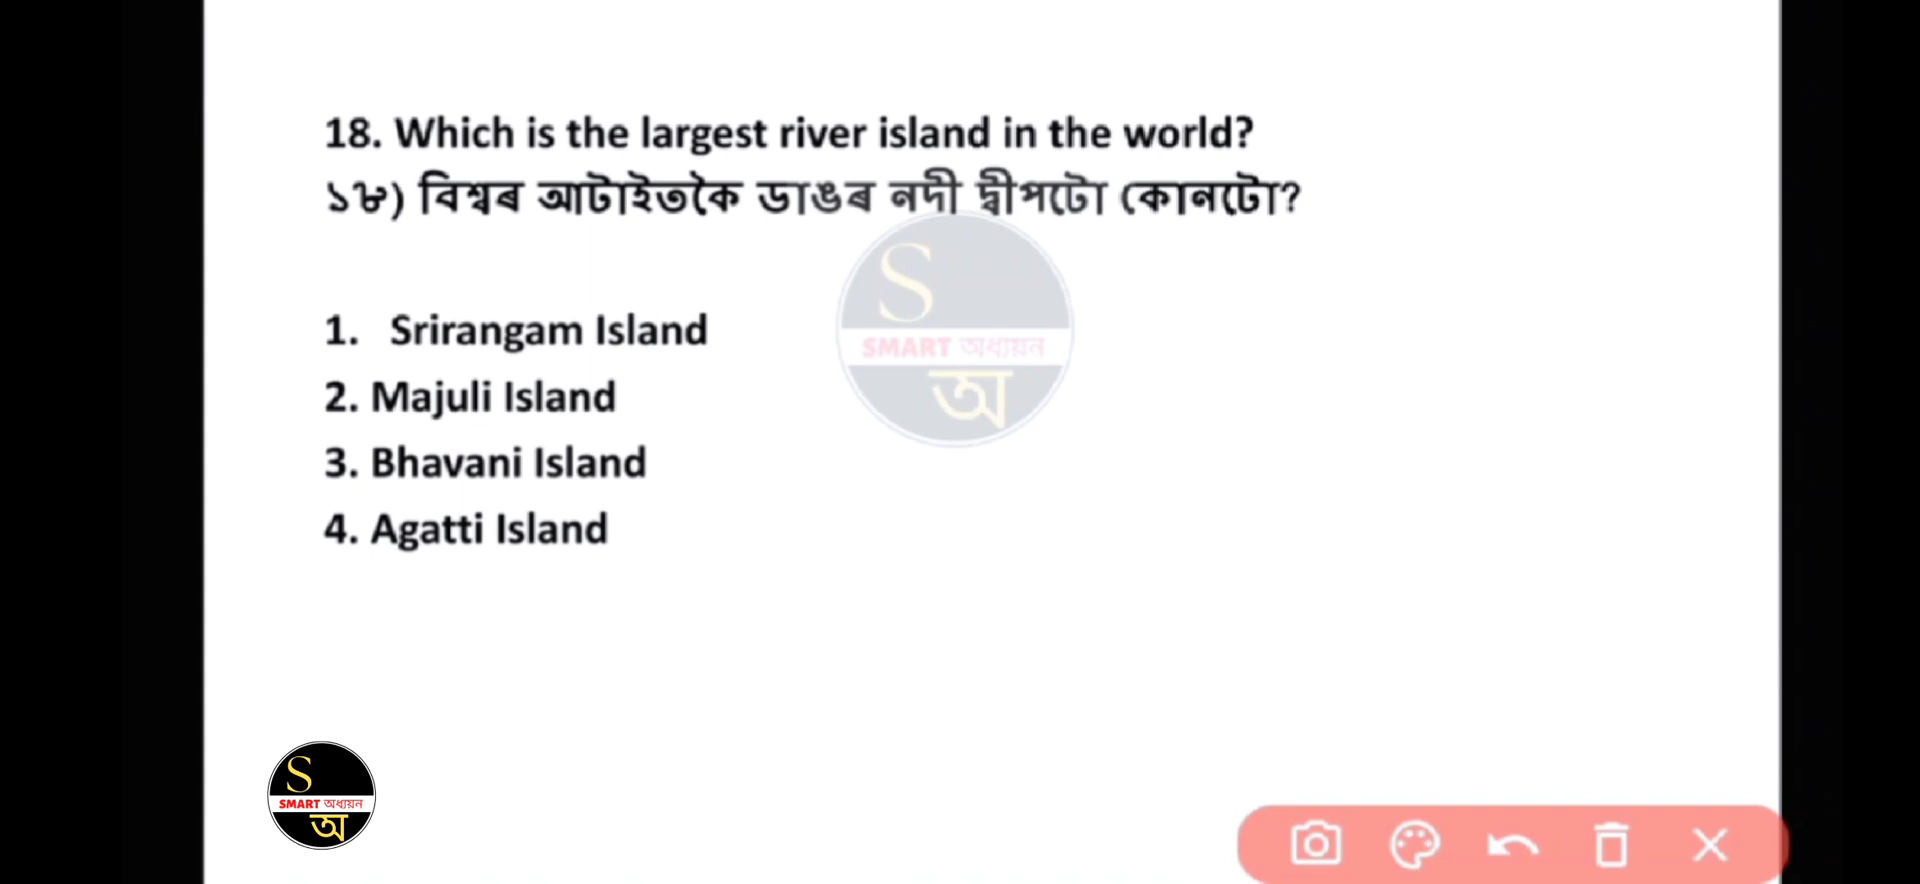 18. Which is the largest river island in the world?
১৮) বিশ্বৰ আটাইতকৈ ডাঙৰ নদী দ্বীপটো কোনটো?
S
SMART অধ্যয়ন
অ
1. Srirangam Island
2. Majuli Island
3. Bhavani Island
4. Agatti Island
S
SMART অধ্যয়ন
অ